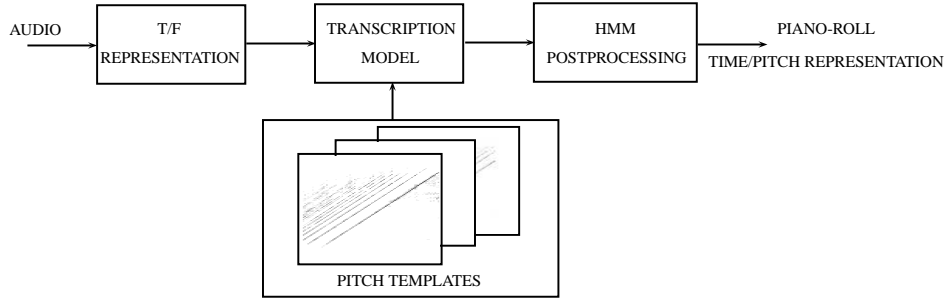 AUDIO
T/F
REPRESENTATION
TRANSCRIPTION
MODEL
HMM
POSTPROCESSING
PIANO-ROLL
TIME/PITCH REPRESENTATION
PITCH TEMPLATES